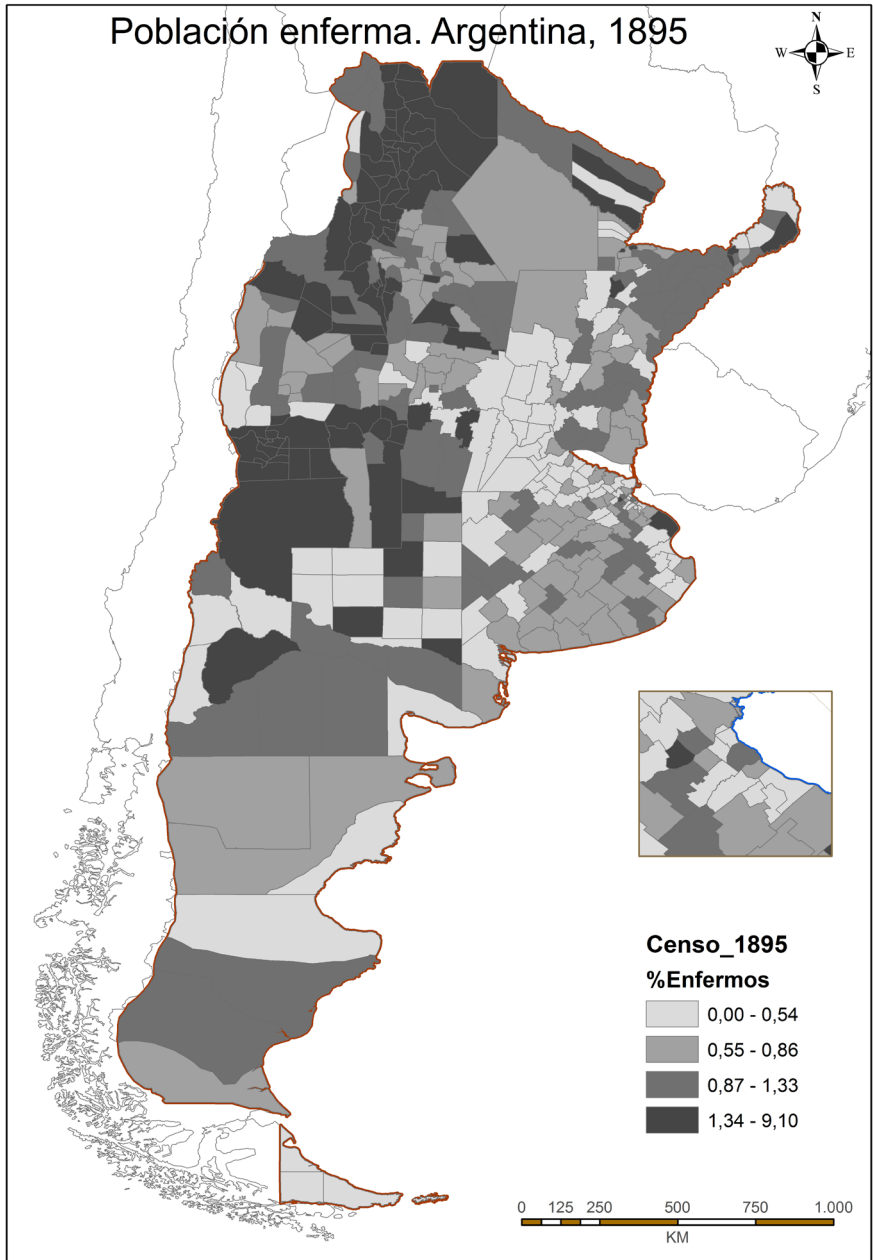 Población enferma. Argentina, 1895
N
W E
S
Censo_1895
%Enfermos
0,00 - 0,54
0,55 - 0,86
0,87 - 1,33
1,34 - 9,10
0 125 250 500 750 1.000
KM